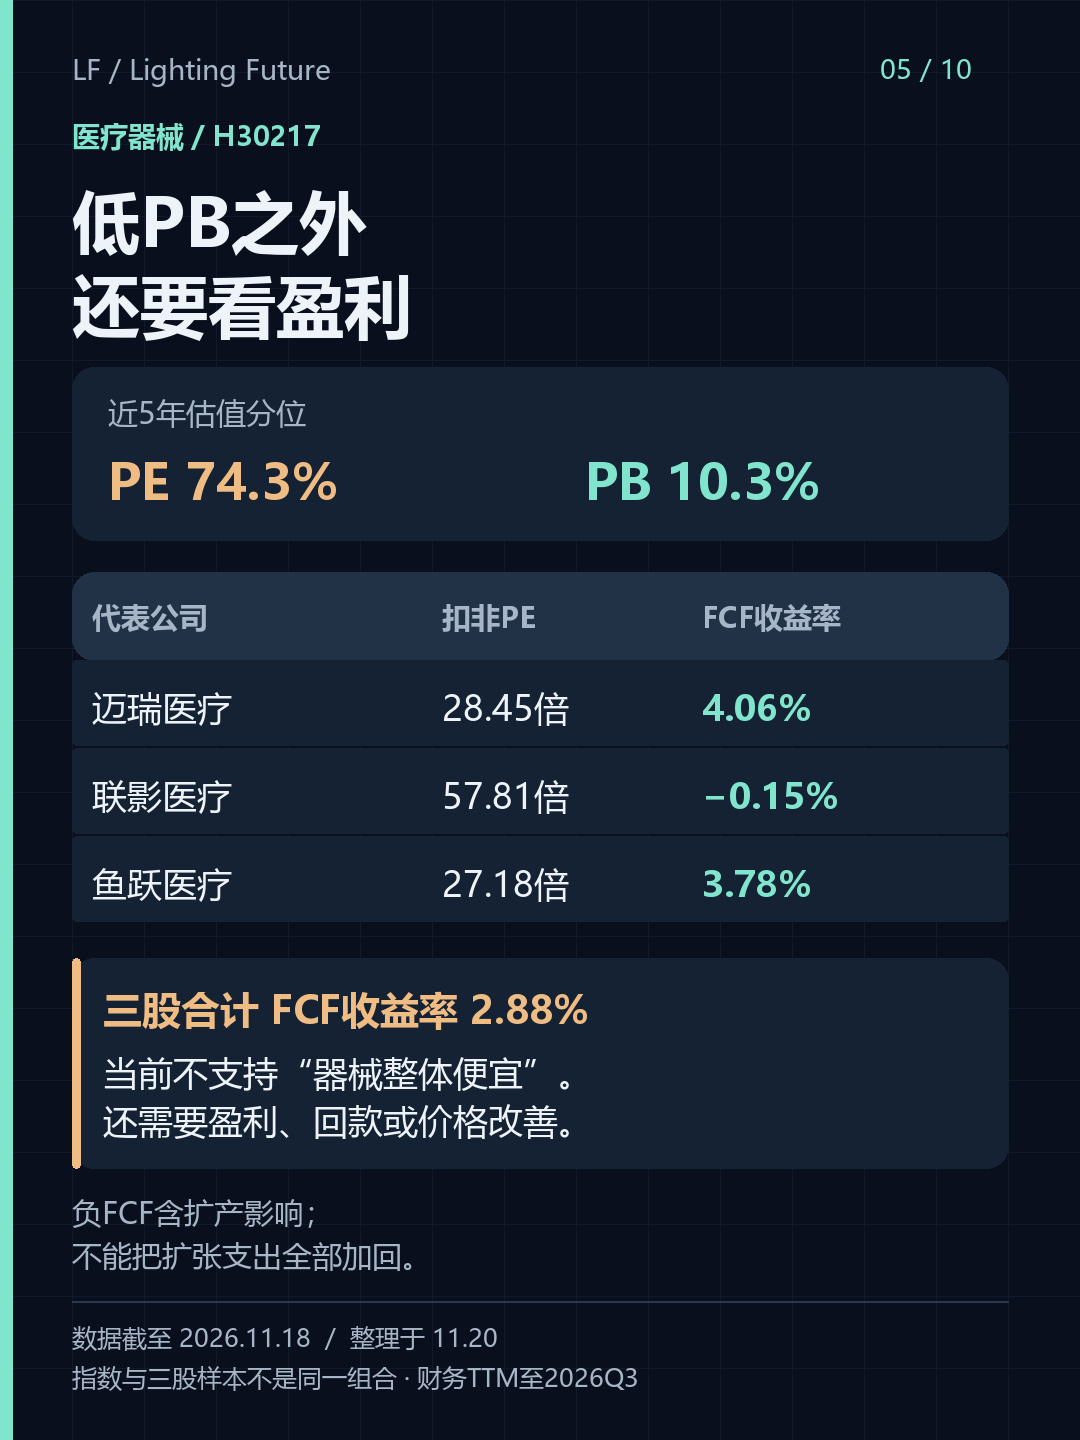 LF / Lighting Future
05 / 10
医疗器械 / H30217
低PB之外
还要看盈利
近5年估值分位
PE 74.3%
PB 10.3%
代表公司 扣非PE FCF收益率
迈瑞医疗 28.45倍 4.06%
联影医疗 57.81倍 −0.15%
鱼跃医疗 27.18倍 3.78%
三股合计 FCF收益率 2.88%
当前不支持“器械整体便宜”。
还需要盈利、回款或价格改善。
负FCF含扩产影响；
不能把扩张支出全部加回。
数据截至 2026.11.18 / 整理于 11.20
指数与三股样本不是同一组合 · 财务TTM至2026Q3